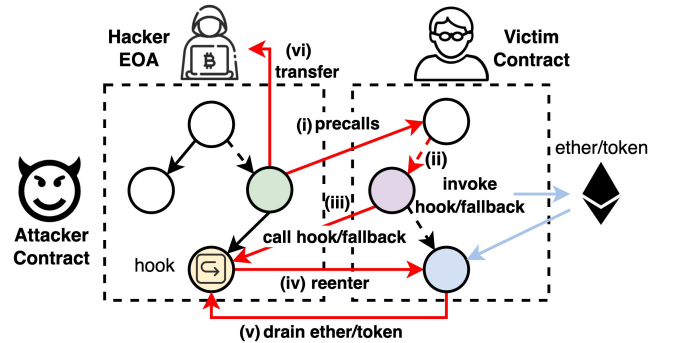 Hacker
EOA
(vi)
transfer
Victim
Contract
(i) precalls
(ii)
ether/token
invoke
hook/fallback
(iii)
Attacker
Contract
call hook/fallback
hook
(iv) reenter
(v) drain ether/token